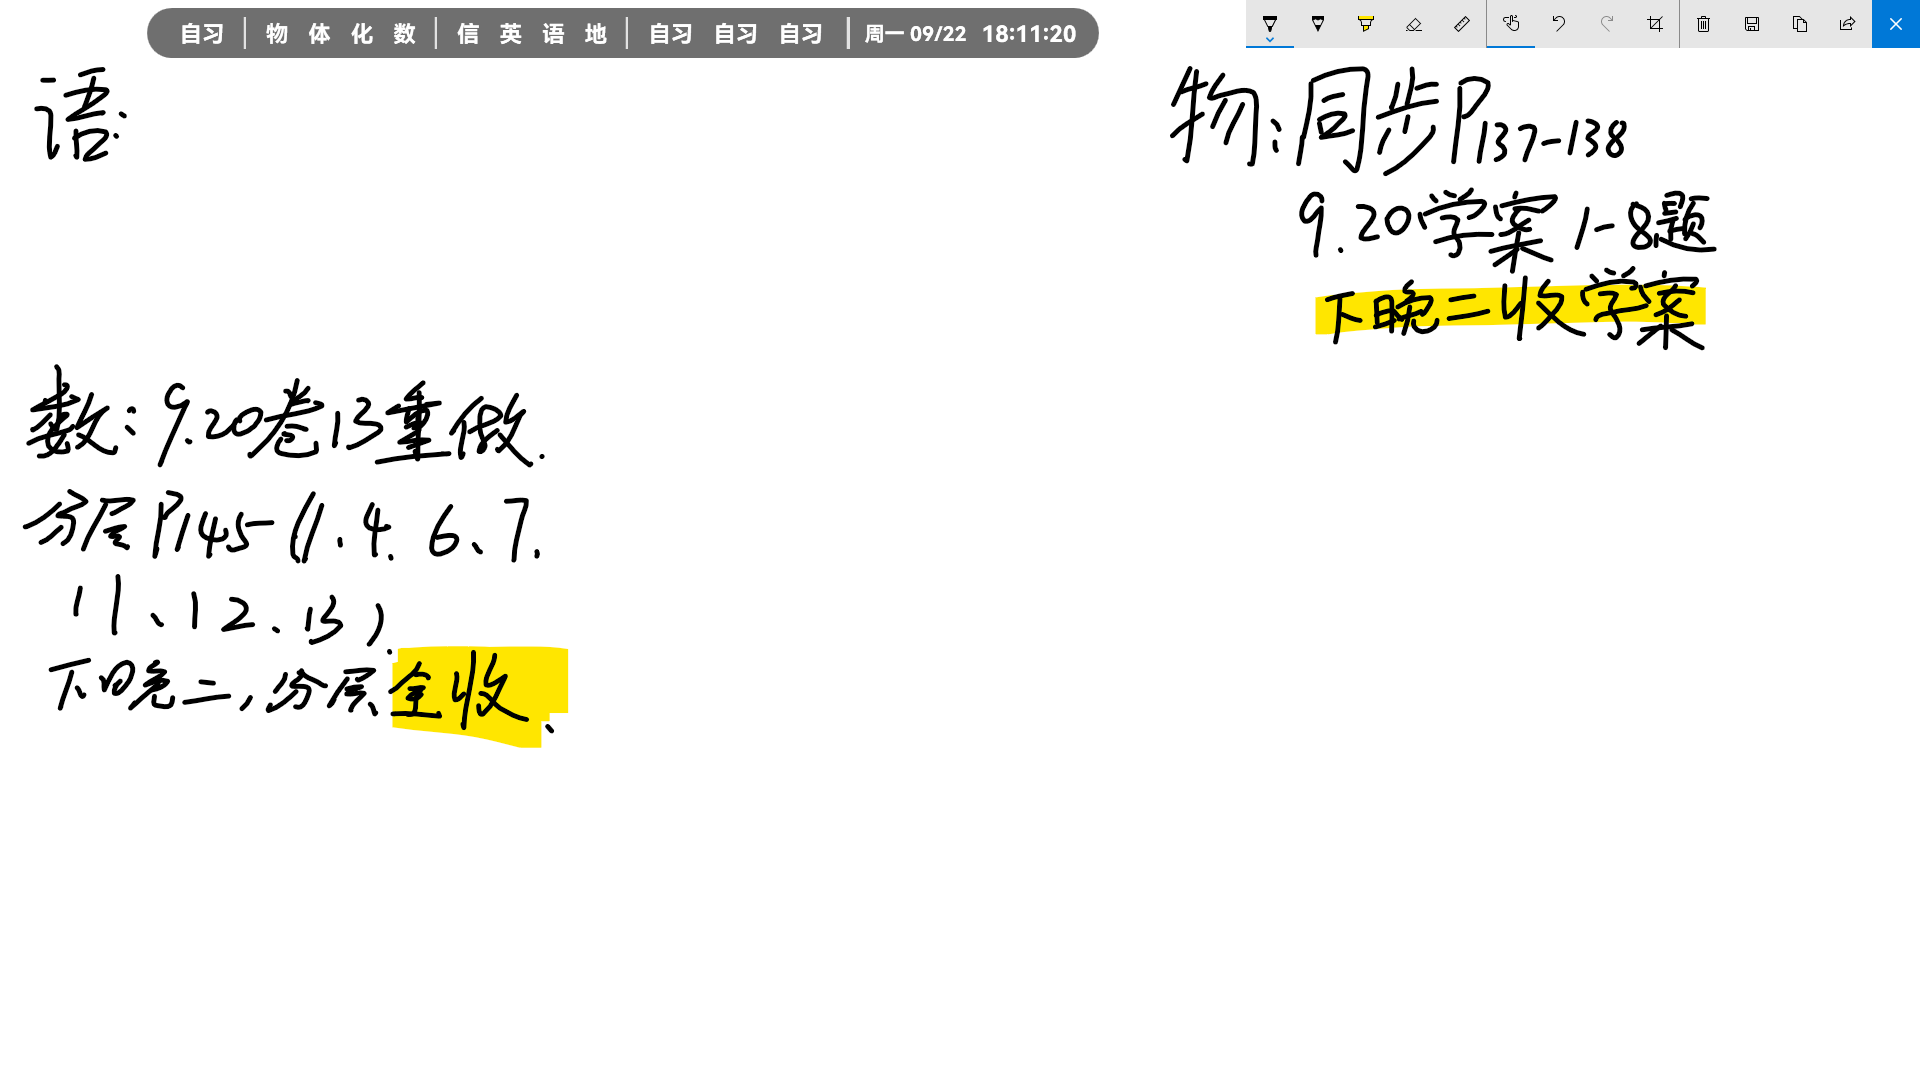 自习 | 物 体 化 数 | 信 英 语 地 | 自习 自习 自习 | 周一 09/22 18:11:20
语:
数:9.20卷13重做.
分层P145-(1、4、6、7、
11、12、13).
下晚二,分层全收、
物:同步P137-138
9.20学案1-8题
下晚二收学案